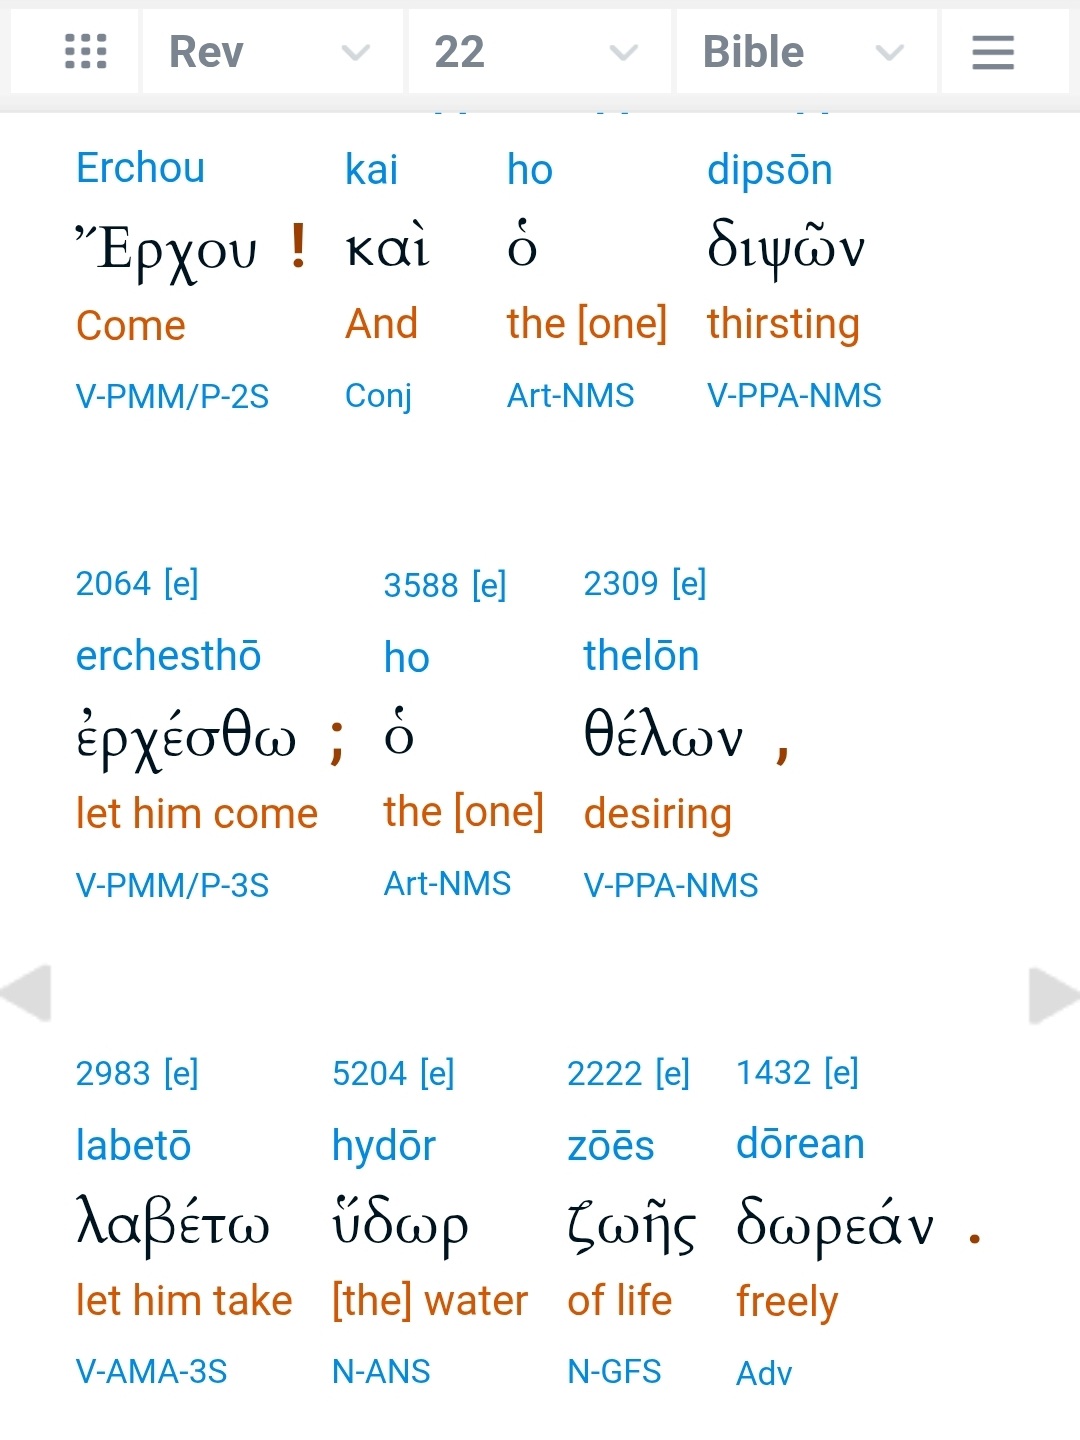 Rev 22 Bible
Erchou kai ho dipsōn
Ἔρχου ! καὶ ὁ διψῶν
Come And the [one] thirsting
V-PMM/P-2S Conj Art-NMS V-PPA-NMS
2064 [e] 3588 [e] 2309 [e]
erchesthō ho thelōn
ἐρχέσθω ; ὁ θέλων ,
let him come the [one] desiring
V-PMM/P-3S Art-NMS V-PPA-NMS
2983 [e] 5204 [e] 2222 [e] 1432 [e]
labetō hydōr zōēs dōrean
λαβέτω ὕδωρ ζωῆς δωρεάν .
let him take [the] water of life freely
V-AMA-3S N-ANS N-GFS Adv